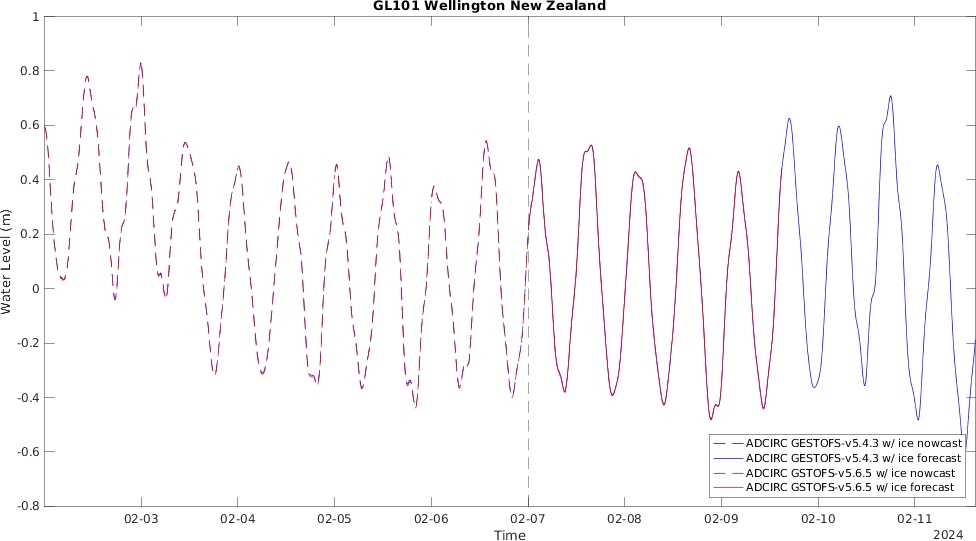 GL101 Wellington New Zealand
1
0.8
0.6
0.4
0.2
0
-0.2
-0.4
-0.6
-0.8
Water Level (m)
02-03 02-04 02-05 02-06 02-07 02-08 02-09 02-10 02-11
Time
2024
ADCIRC GESTOFS-v5.4.3 w/ ice nowcast
ADCIRC GESTOFS-v5.4.3 w/ ice forecast
ADCIRC GSTOFS-v5.6.5 w/ ice nowcast
ADCIRC GSTOFS-v5.6.5 w/ ice forecast